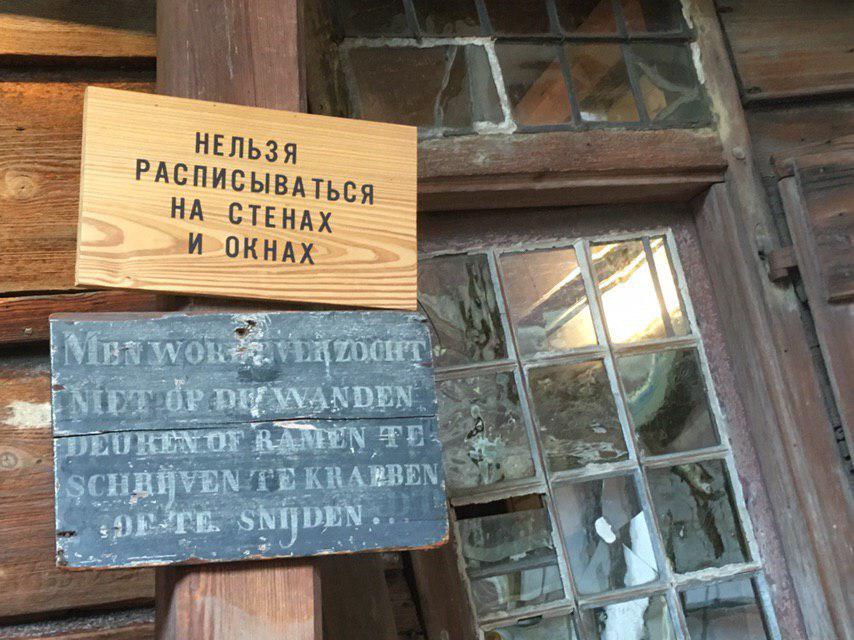 НЕЛЬЗЯ
РАСПИСЫВАТЬСЯ
НА СТЕНАХ
И ОКНАХ
MEN WORDT VERZOCHT
NIET OP DE WANDEN
DEUREN OF RAMEN TE
SCHRIJVEN TE KRABBEN
OF TE SNIJDEN...